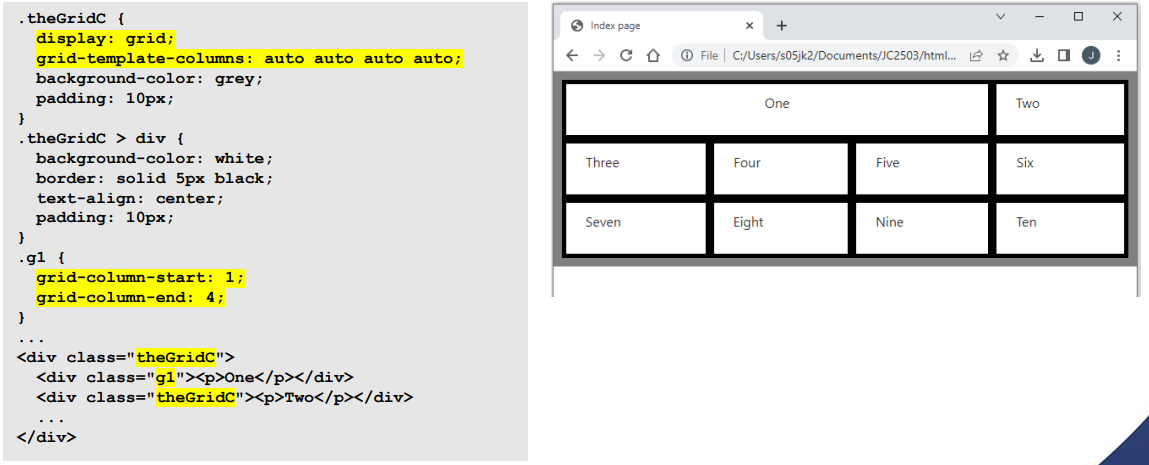 .theGridC {
  display: grid;
  grid-template-columns: auto auto auto auto;
  background-color: grey;
  padding: 10px;
}
.theGridC > div {
  background-color: white;
  border: solid 5px black;
  text-align: center;
  padding: 10px;
}
.g1 {
  grid-column-start: 1;
  grid-column-end: 4;
}
...
<div class="theGridC">
  <div class="g1"><p>One</p></div>
  <div class="theGridC"><p>Two</p></div>
  ...
</div>
Index page
File | C:/Users/s05jk2/Documents/JC2503/html...
J
One Two
Three Four Five Six
Seven Eight Nine Ten